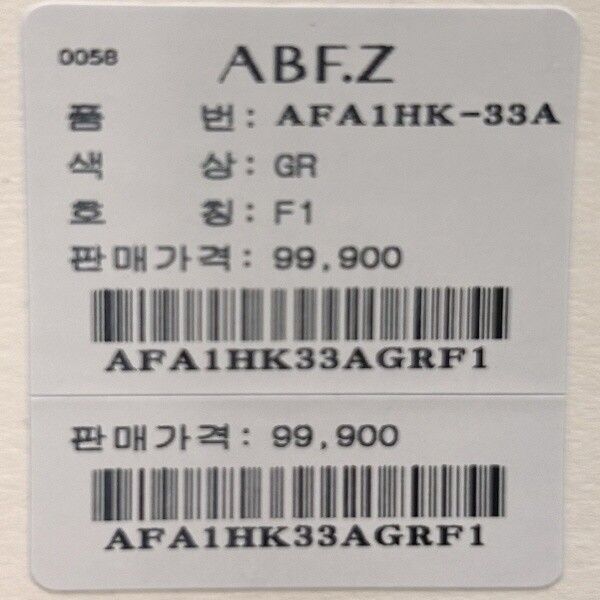 0058 ABF.Z
품 번: AFA1HK-33A
색 상: GR
호 칭: F1
판매가격: 99,900
AFA1HK33AGRF1
판매가격: 99,900
AFA1HK33AGRF1